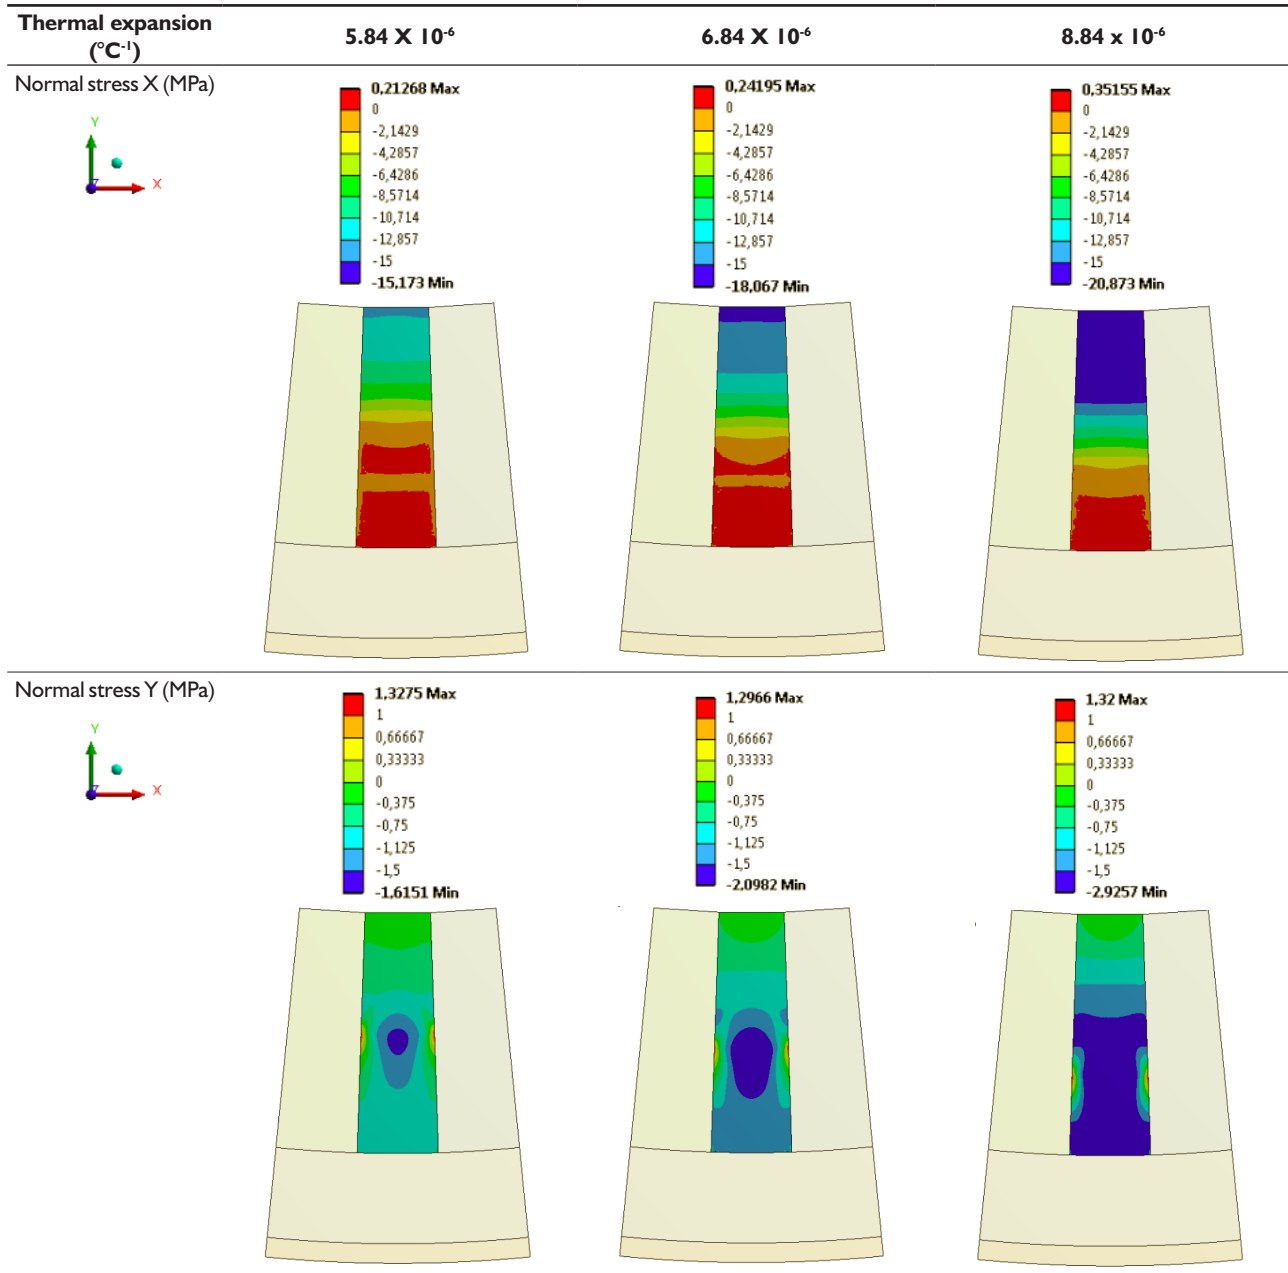 Thermal expansion
(°C-1)
5.84 X 10-6
6.84 X 10-6
8.84 x 10-6
Normal stress X (MPa)
Y
X
Z
0,21268 Max
0
-2,1429
-4,2857
-6,4286
-8,5714
-10,714
-12,857
-15
-15,173 Min
0,24195 Max
0
-2,1429
-4,2857
-6,4286
-8,5714
-10,714
-12,857
-15
-18,067 Min
0,35155 Max
0
-2,1429
-4,2857
-6,4286
-8,5714
-10,714
-12,857
-15
-20,873 Min
Normal stress Y (MPa)
Y
X
Z
1,3275 Max
1
0,66667
0,33333
0
-0,375
-0,75
-1,125
-1,5
-1,6151 Min
1,2966 Max
1
0,66667
0,33333
0
-0,375
-0,75
-1,125
-1,5
-2,0982 Min
1,32 Max
1
0,66667
0,33333
0
-0,375
-0,75
-1,125
-1,5
-2,9257 Min